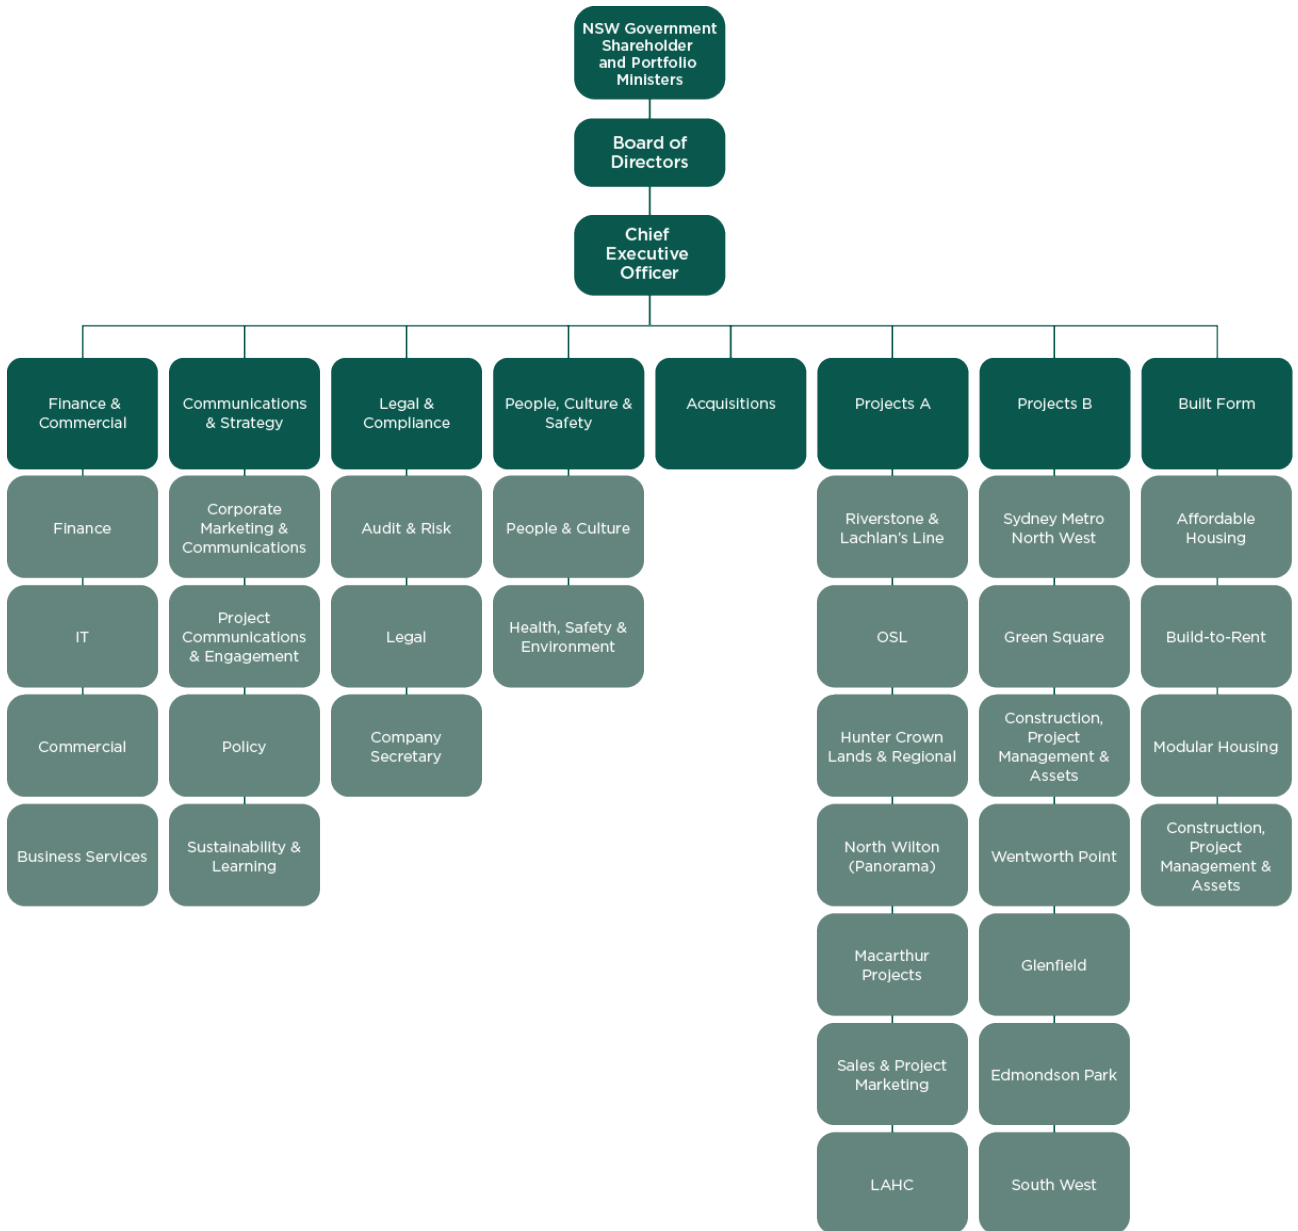 NSW Government
Shareholder
and Portfolio
Ministers
Board of
Directors
Chief
Executive
Officer
Finance &
Commercial
Communications
& Strategy
Legal &
Compliance
People, Culture &
Safety
Acquisitions
Projects A
Projects B
Built Form
Finance
IT
Commercial
Business Services
Corporate
Marketing &
Communications
Project
Communications
& Engagement
Policy
Sustainability &
Learning
Audit & Risk
Legal
Company
Secretary
People & Culture
Health, Safety &
Environment
Riverstone &
Lachlan's Line
OSL
Hunter Crown
Lands & Regional
North Wilton
(Panorama)
Macarthur
Projects
Sales & Project
Marketing
LAHC
Sydney Metro
North West
Green Square
Construction,
Project
Management &
Assets
Wentworth Point
Glenfield
Edmondson Park
South West
Affordable
Housing
Build-to-Rent
Modular Housing
Construction,
Project
Management &
Assets